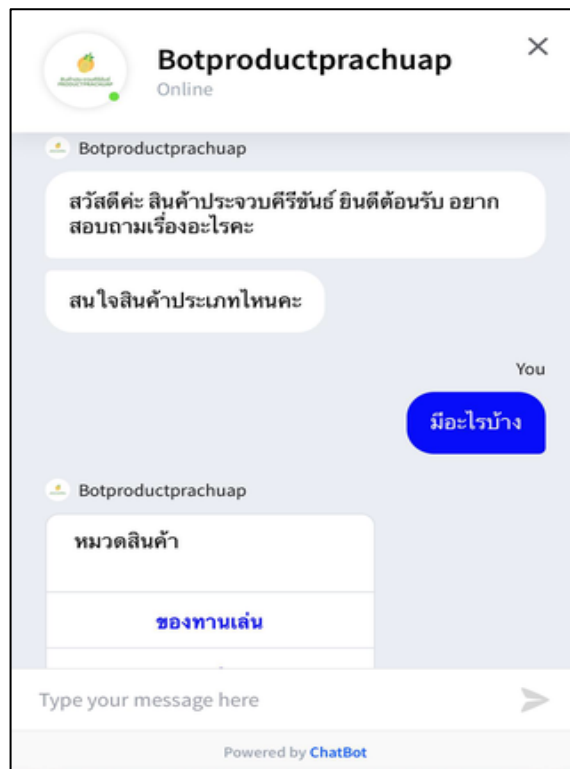 Botproductprachuap
Online
Botproductprachuap
สวัสดีค่ะ สินค้าประจวบคีรีขันธ์ ยินดีต้อนรับ อยาก
สอบถามเรื่องอะไรคะ
สนใจสินค้าประเภทไหนคะ
You
มีอะไรบ้าง
Botproductprachuap
หมวดสินค้า
ของทานเล่น
Type your message here
Powered by ChatBot